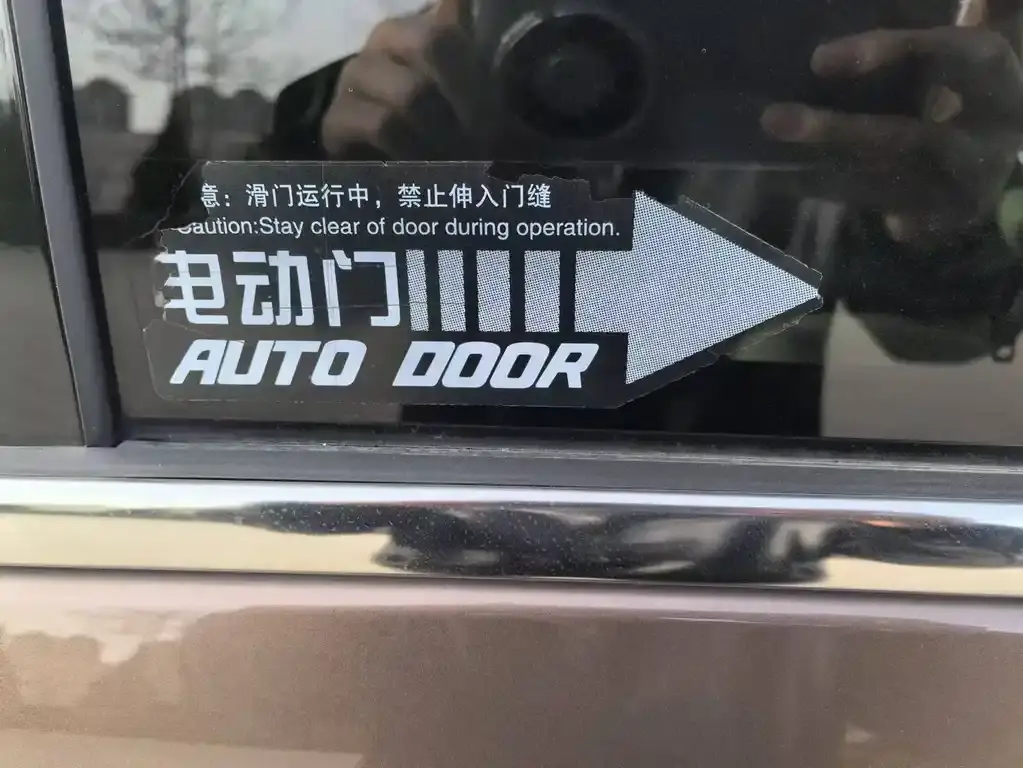 意：滑门运行中，禁止伸入门缝
Caution:Stay clear of door during operation.
电动门
AUTO DOOR